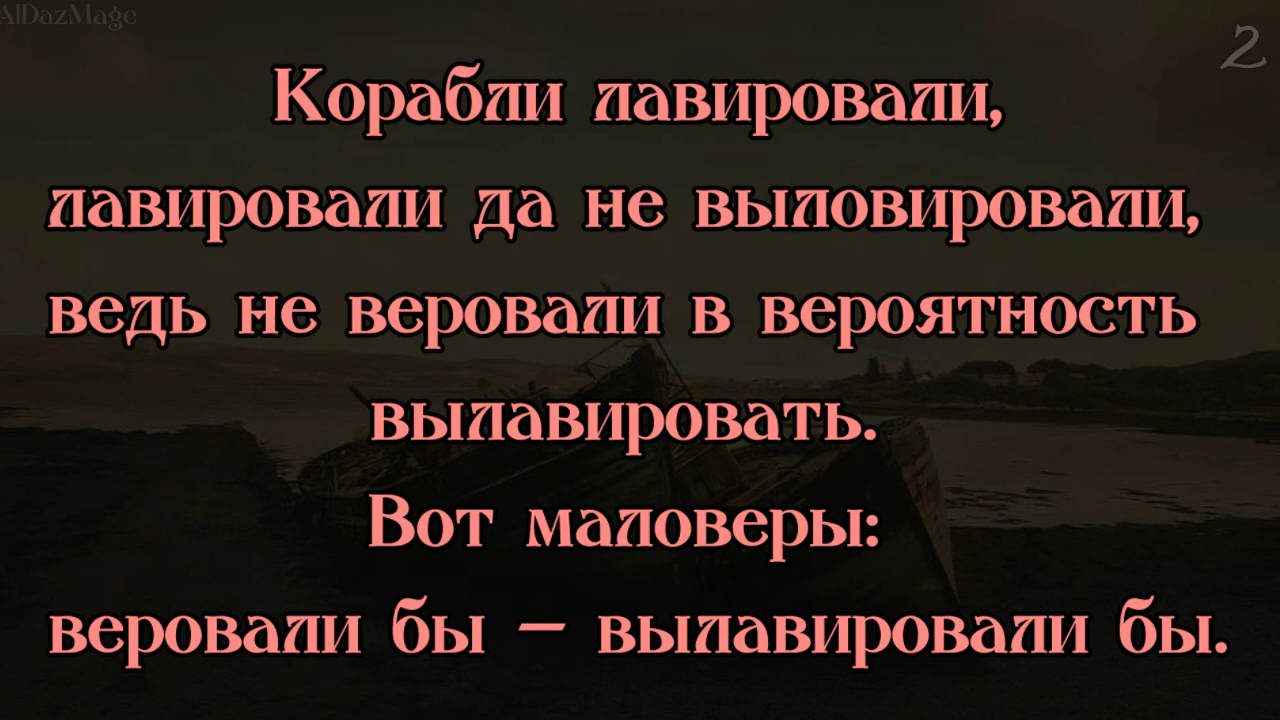 AlDazMage
2
Корабли лавировали,
лавировали да не выловировали,
ведь не веровали в вероятность
вылавировать.
Вот маловеры:
веровали бы – вылавировали бы.